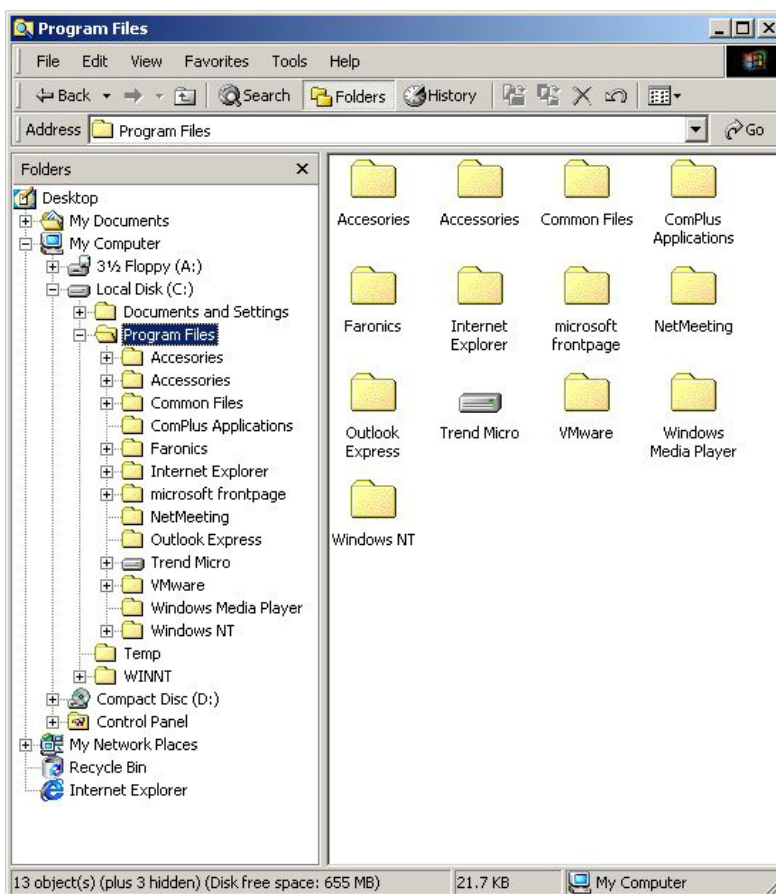 Program Files
File Edit View Favorites Tools Help
Back Search Folders History
Address Program Files Go
Folders
Desktop
My Documents
My Computer
3½ Floppy (A:)
Local Disk (C:)
Documents and Settings
Program Files
Accesories
Accessories
Common Files
ComPlus Applications
Faronics
Internet Explorer
microsoft frontpage
NetMeeting
Outlook Express
Trend Micro
VMware
Windows Media Player
Windows NT
Temp
WINNT
Compact Disc (D:)
Control Panel
My Network Places
Recycle Bin
Internet Explorer
Accesories
Accessories
Common Files
ComPlus
Applications
Faronics
Internet
Explorer
microsoft
frontpage
NetMeeting
Outlook
Express
Trend Micro
VMware
Windows
Media Player
Windows NT
13 object(s) (plus 3 hidden) (Disk free space: 655 MB) 21.7 KB My Computer